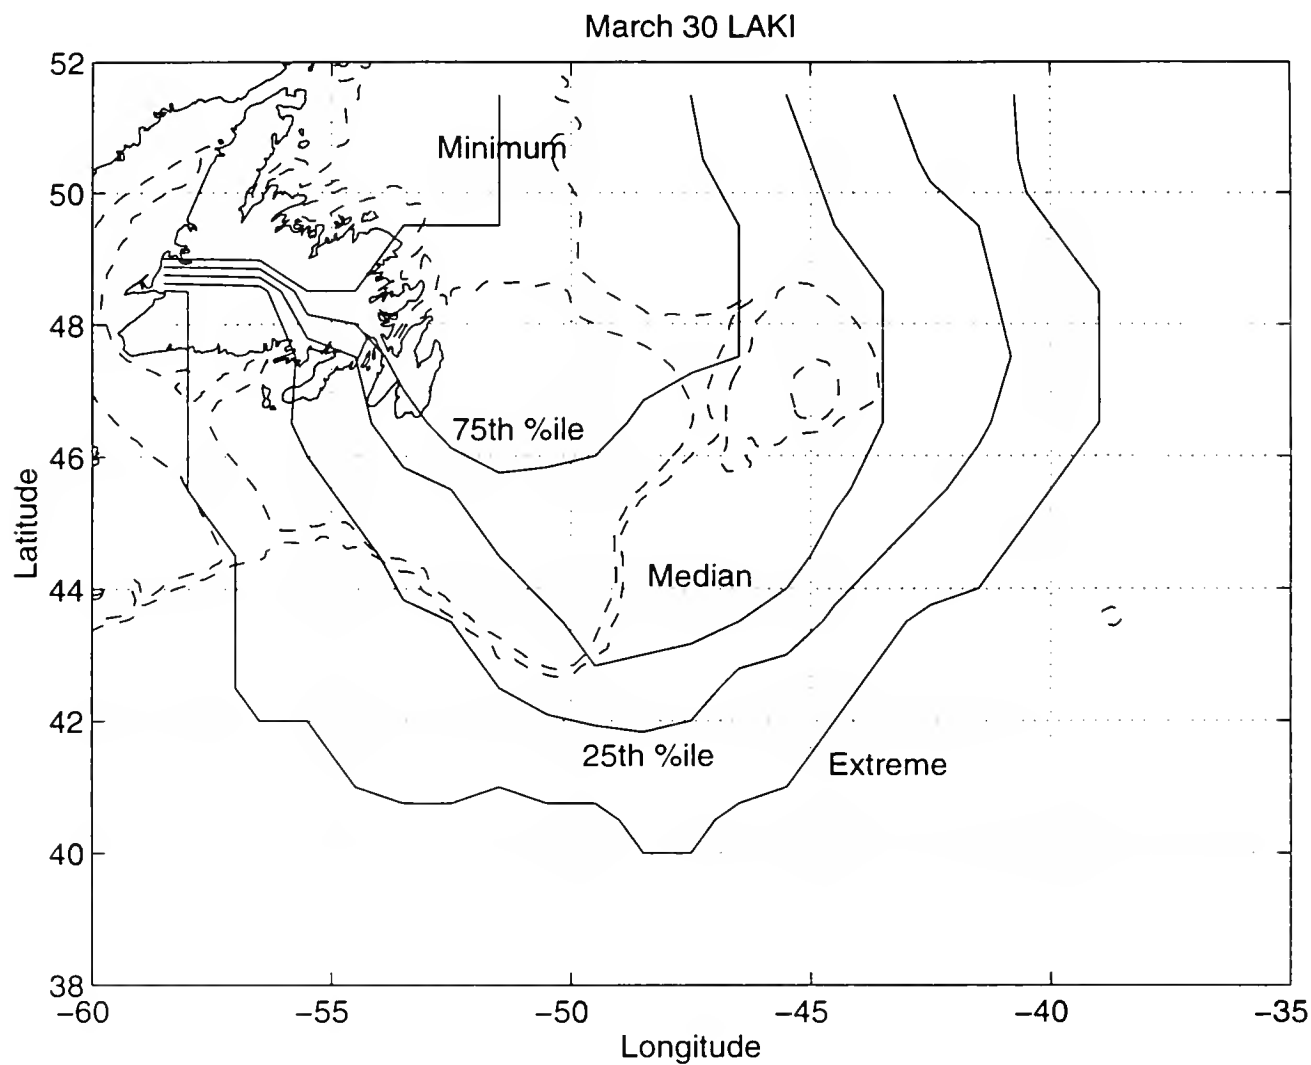 March 30 LAKI
52
50
48
46
44
42
40
38
Latitude
Minimum
75th %ile
Median
25th %ile
Extreme
−60
−55
−50
−45
−40
−35
Longitude